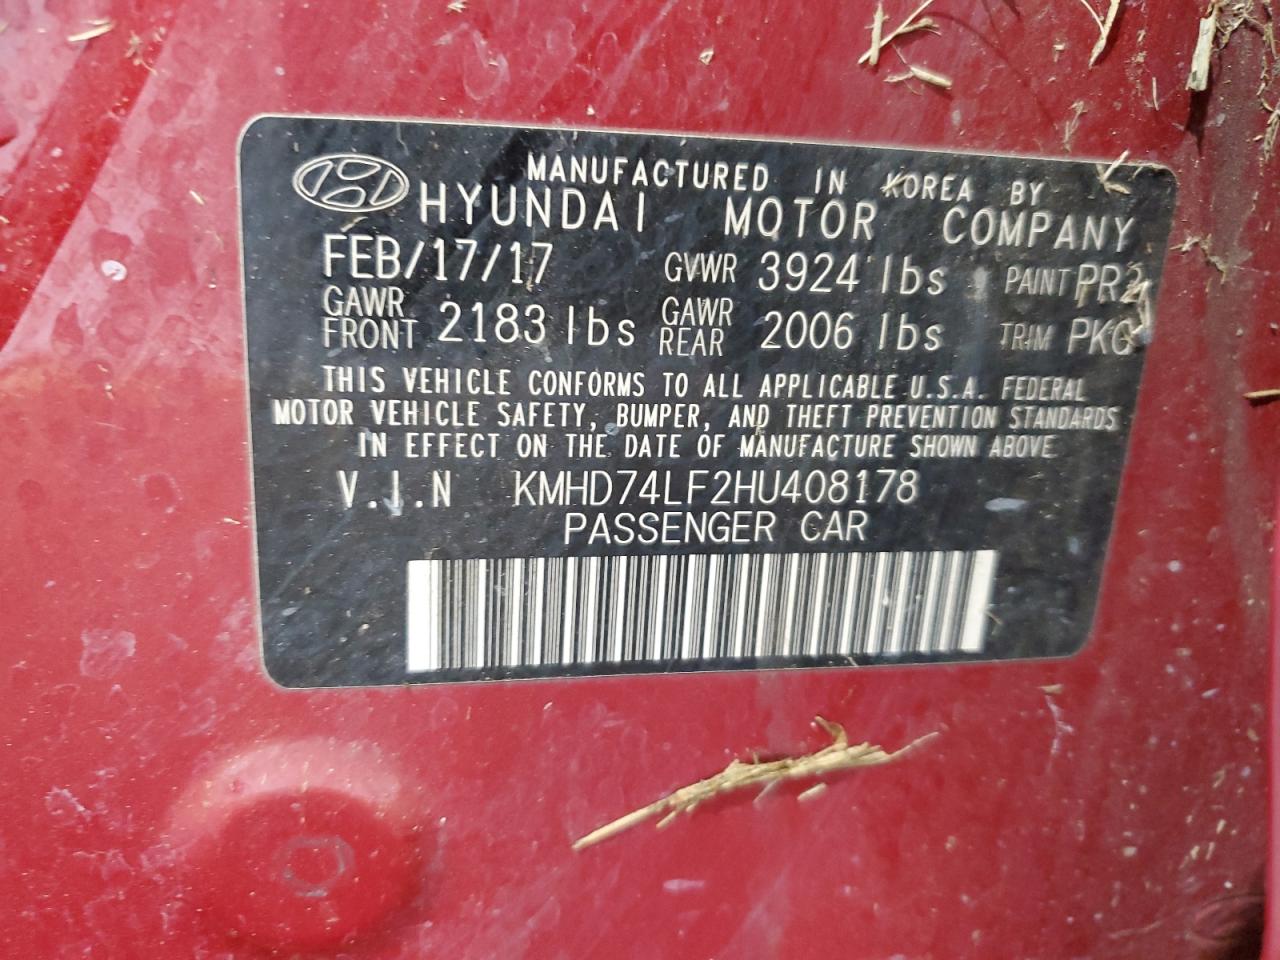 MANUFACTURED IN KOREA BY
HYUNDAI MOTOR COMPANY
FEB/17/17 GVWR 3924 lbs PAINT PR2
GAWR FRONT 2183 lbs GAWR REAR 2006 lbs TRIM PKG
THIS VEHICLE CONFORMS TO ALL APPLICABLE U.S.A. FEDERAL
MOTOR VEHICLE SAFETY, BUMPER, AND THEFT PREVENTION STANDARDS
IN EFFECT ON THE DATE OF MANUFACTURE SHOWN ABOVE
V.I.N KMHD74LF2HU408178
PASSENGER CAR